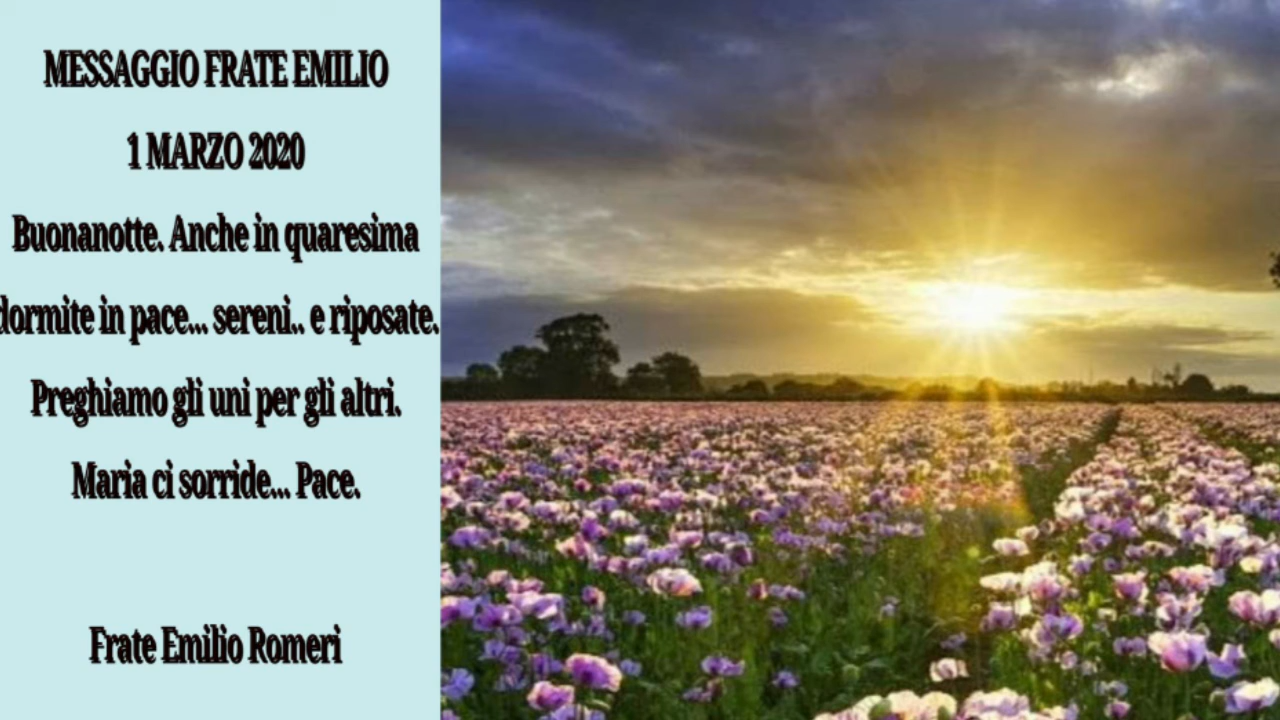 MESSAGGIO FRATE EMILIO
1 MARZO 2020
Buonanotte. Anche in quaresima
dormite in pace... sereni.. e riposate.
Preghiamo gli uni per gli altri.
Maria ci sorride... Pace.
Frate Emilio Romeri